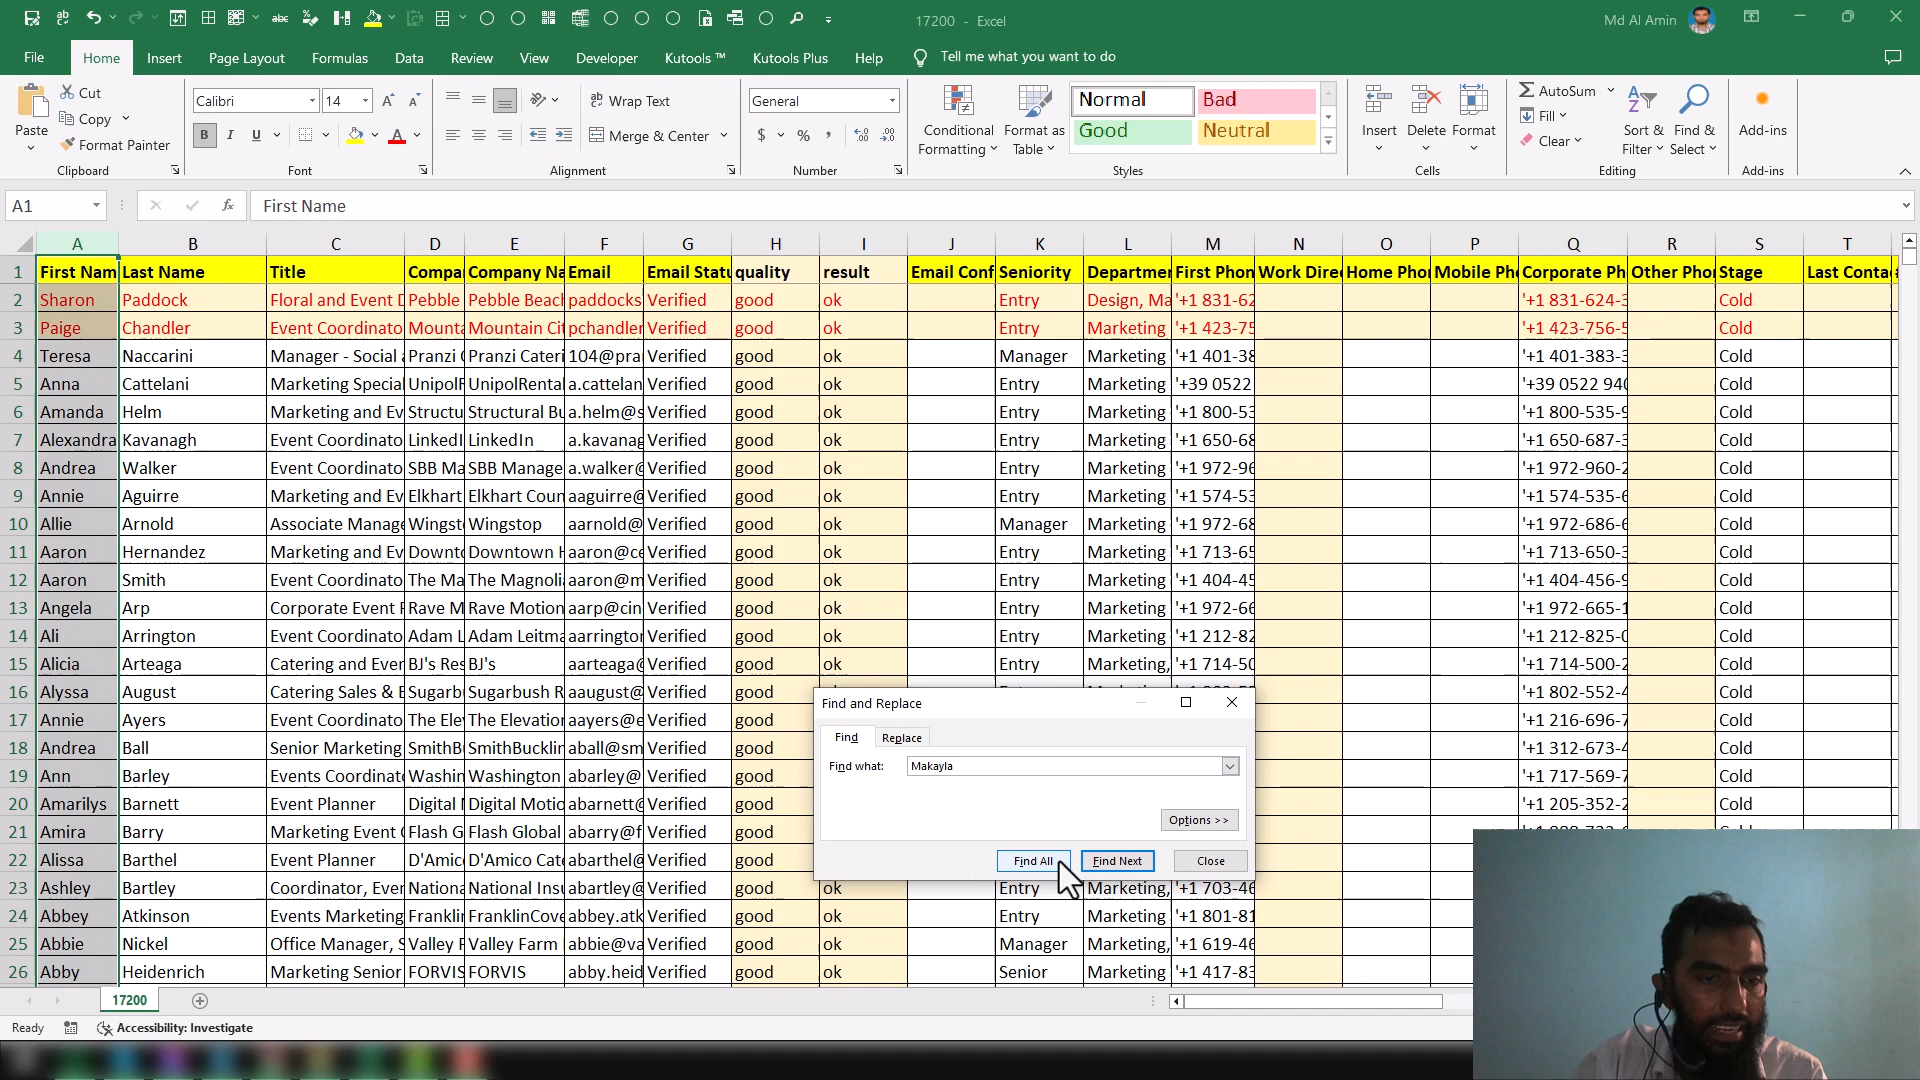 17200 - Excel
Md Al Amin
File Home Insert Page Layout Formulas Data Review View Developer Kutools ™ Kutools Plus Help Tell me what you want to do
Paste Cut Copy Format Painter Clipboard
Calibri 14 B I U A Font
Wrap Text Merge & Center Alignment
General $ % , Number
Conditional Formatting Format as Table Normal Bad Good Neutral Styles
Insert Delete Format Cells
AutoSum Fill Clear Sort & Filter Find & Select Editing
Add-ins Add-ins
A1 fx First Name
A B C D E F G H I J K L M N O P Q R S T
1 First Nam Last Name Title Compa Company Na Email Email Statu quality result Email Conf Seniority Departmen First Phon Work Direc Home Phon Mobile Pho Corporate Ph Other Phon Stage Last Contac
2 Sharon Paddock Floral and Event D Pebble Pebble Beach paddocks Verified good ok Entry Design, Ma '+1 831-62 '+1 831-624-3 Cold
3 Paige Chandler Event Coordinato Mounta Mountain Cit pchandler Verified good ok Entry Marketing '+1 423-75 '+1 423-756-5 Cold
4 Teresa Naccarini Manager - Social a Pranzi C Pranzi Cateri 104@pra Verified good ok Manager Marketing '+1 401-38 '+1 401-383-3 Cold
5 Anna Cattelani Marketing Special UnipolR UnipolRental a.cattelan Verified good ok Entry Marketing '+39 0522 '+39 0522 940 Cold
6 Amanda Helm Marketing and Ev Structu Structural Bu a.helm@s Verified good ok Entry Marketing '+1 800-53 '+1 800-535-9 Cold
7 Alexandra Kavanagh Event Coordinato LinkedI LinkedIn a.kavanag Verified good ok Entry Marketing '+1 650-68 '+1 650-687-3 Cold
8 Andrea Walker Event Coordinato SBB Ma SBB Manage a.walker@ Verified good ok Entry Marketing '+1 972-96 '+1 972-960-2 Cold
9 Annie Aguirre Marketing and Ev Elkhart Elkhart Coun aaguirre@ Verified good ok Entry Marketing '+1 574-53 '+1 574-535-6 Cold
10 Allie Arnold Associate Manage Wingst Wingstop aarnold@ Verified good ok Manager Marketing '+1 972-68 '+1 972-686-6 Cold
11 Aaron Hernandez Marketing and Ev Downto Downtown H aaron@ce Verified good ok Entry Marketing '+1 713-65 '+1 713-650-3 Cold
12 Aaron Smith Event Coordinato The Ma The Magnolia aaron@m Verified good ok Entry Marketing '+1 404-45 '+1 404-456-9 Cold
13 Angela Arp Corporate Event P Rave M Rave Motion aarp@cin Verified good ok Entry Marketing '+1 972-66 '+1 972-665-1 Cold
14 Ali Arrington Event Coordinato Adam L Adam Leitma aarringto Verified good ok Entry Marketing '+1 212-82 '+1 212-825-0 Cold
15 Alicia Arteaga Catering and Even BJ's Res BJ's aarteaga@ Verified good ok Entry Marketing, '+1 714-50 '+1 714-500-2 Cold
16 Alyssa August Catering Sales & E Sugarb Sugarbush R aaugust@ Verified good '+1 802-552-4 Cold
17 Annie Ayers Event Coordinato The Ele The Elevation aayers@e Verified good '+1 216-696-7 Cold
18 Andrea Ball Senior Marketing SmithB SmithBucklin aball@sm Verified good '+1 312-673-4 Cold
19 Ann Barley Events Coordinato Washin Washington abarley@ Verified good '+1 717-569-7 Cold
20 Amarilys Barnett Event Planner Digital M Digital Motio abarnett@ Verified good '+1 205-352-2 Cold
21 Amira Barry Marketing Event C Flash G Flash Global abarry@f Verified good Cold
22 Alissa Barthel Event Planner D'Amic D'Amico Cate abarthel@ Verified good
23 Ashley Bartley Coordinator, Even Nationa National Insu abartley@ Verified good ok Entry Marketing, '+1 703-46
24 Abbey Atkinson Events Marketing Franklin FranklinCove abbey.atk Verified good ok Entry Marketing '+1 801-81
25 Abbie Nickel Office Manager, S Valley F Valley Farm abbie@va Verified good ok Manager Marketing, '+1 619-46
26 Abby Heidenrich Marketing Senior FORVIS FORVIS abby.heid Verified good ok Senior Marketing '+1 417-83
Find and Replace
Find Replace
Find what: Makayla
Options >>
Find All Find Next Close
17200
Ready Accessibility: Investigate